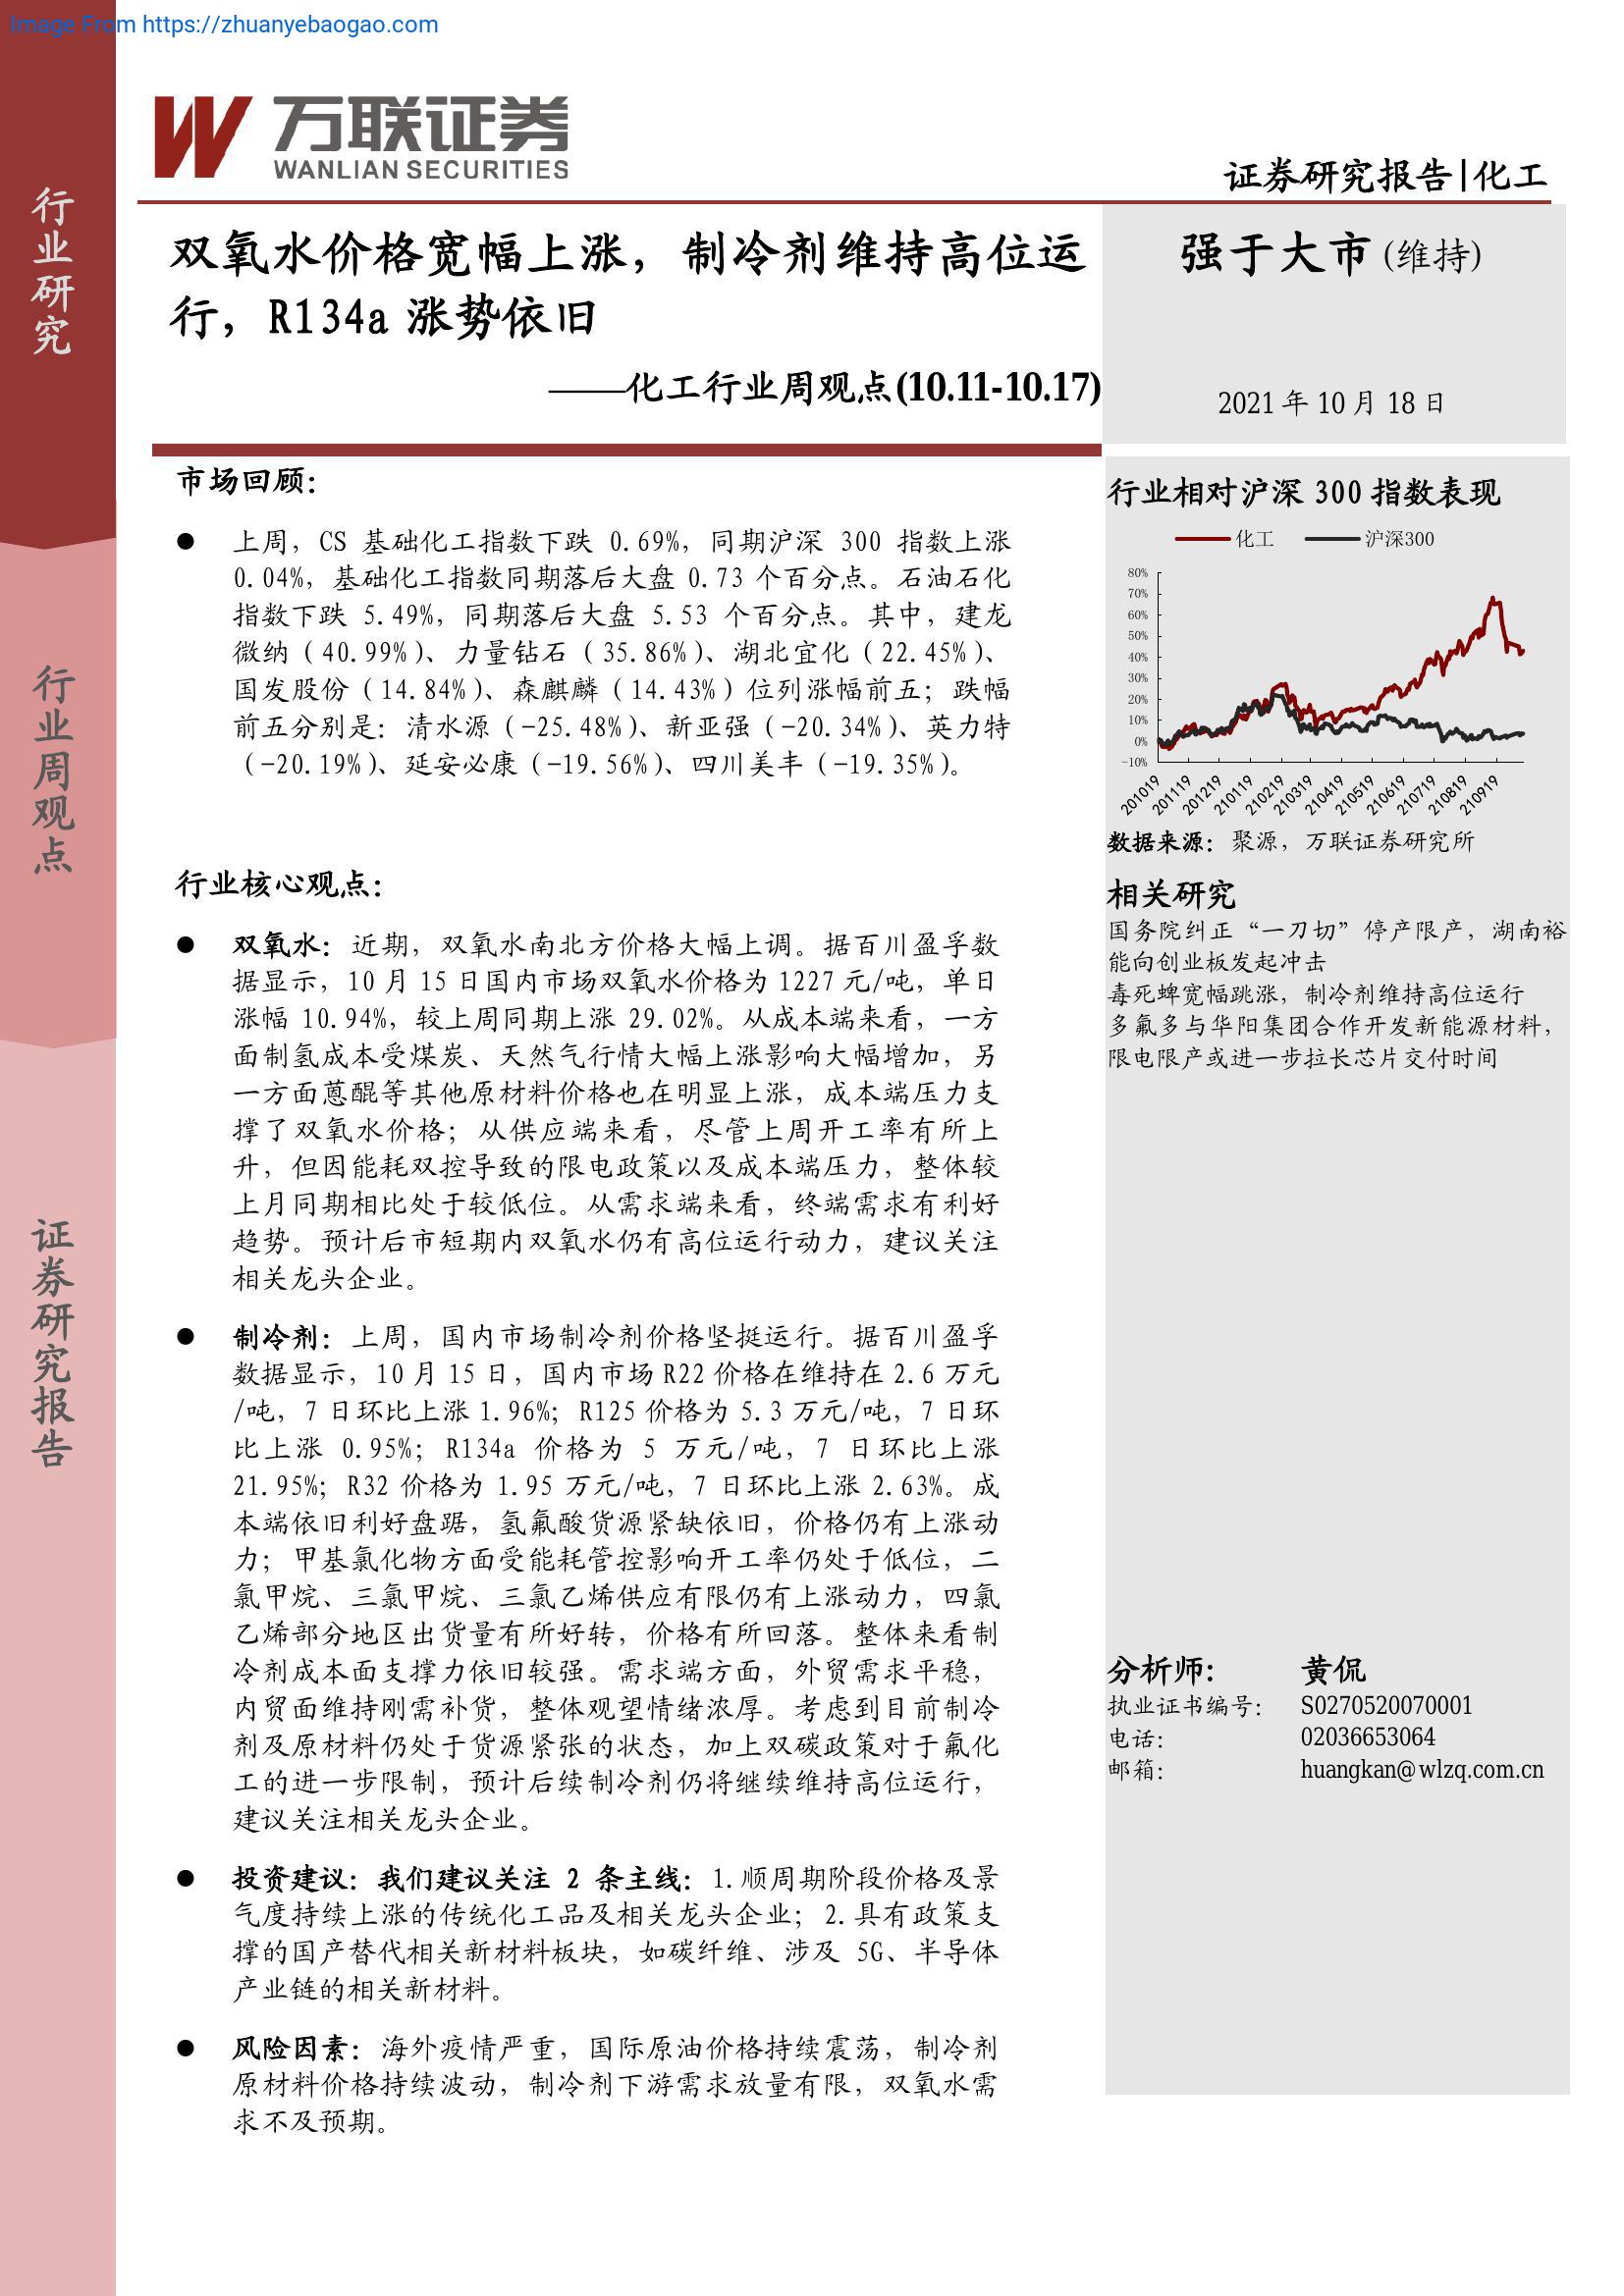 Image From https://zhuanyebaogao.com
万联证券
WANLIAN SECURITIES
证券研究报告|化工
行业研究
行业周观点
证券研究报告
双氧水价格宽幅上涨，制冷剂维持高位运
行，R134a 涨势依旧
——化工行业周观点(10.11-10.17)
强于大市(维持)
2021 年 10 月 18 日
市场回顾：
● 上周，CS 基础化工指数下跌 0.69%，同期沪深 300 指数上涨
0.04%，基础化工指数同期落后大盘 0.73 个百分点。石油石化
指数下跌 5.49%，同期落后大盘 5.53 个百分点。其中，建龙
微纳（40.99%）、力量钻石（35.86%）、湖北宜化（22.45%）、
国发股份（14.84%）、森麒麟（14.43%）位列涨幅前五；跌幅
前五分别是：清水源（-25.48%）、新亚强（-20.34%）、英力特
（-20.19%）、延安必康（-19.56%）、四川美丰（-19.35%）。
行业核心观点：
● 双氧水：近期，双氧水南北方价格大幅上调。据百川盈孚数
据显示，10 月 15 日国内市场双氧水价格为 1227 元/吨，单日
涨幅 10.94%，较上周同期上涨 29.02%。从成本端来看，一方
面制氢成本受煤炭、天然气行情大幅上涨影响大幅增加，另
一方面蒽醌等其他原材料价格也在明显上涨，成本端压力支
撑了双氧水价格；从供应端来看，尽管上周开工率有所上
升，但因能耗双控导致的限电政策以及成本端压力，整体较
上月同期相比处于较低位。从需求端来看，终端需求有利好
趋势。预计后市短期内双氧水仍有高位运行动力，建议关注
相关龙头企业。
● 制冷剂：上周，国内市场制冷剂价格坚挺运行。据百川盈孚
数据显示，10 月 15 日，国内市场 R22 价格在维持在 2.6 万元
/吨，7 日环比上涨 1.96%；R125 价格为 5.3 万元/吨，7 日环
比上涨 0.95%；R134a 价格为 5 万元/吨，7 日环比上涨
21.95%；R32 价格为 1.95 万元/吨，7 日环比上涨 2.63%。成
本端依旧利好盘踞，氢氟酸货源紧缺依旧，价格仍有上涨动
力；甲基氯化物方面受能耗管控影响开工率仍处于低位，二
氯甲烷、三氯甲烷、三氯乙烯供应有限仍有上涨动力，四氯
乙烯部分地区出货量有所好转，价格有所回落。整体来看制
冷剂成本面支撑力依旧较强。需求端方面，外贸需求平稳，
内贸面维持刚需补货，整体观望情绪浓厚。考虑到目前制冷
剂及原材料仍处于货源紧张的状态，加上双碳政策对于氟化
工的进一步限制，预计后续制冷剂仍将继续维持高位运行，
建议关注相关龙头企业。
● 投资建议：我们建议关注 2 条主线：1.顺周期阶段价格及景
气度持续上涨的传统化工品及相关龙头企业；2.具有政策支
撑的国产替代相关新材料板块，如碳纤维、涉及 5G、半导体
产业链的相关新材料。
● 风险因素：海外疫情严重，国际原油价格持续震荡，制冷剂
原材料价格持续波动，制冷剂下游需求放量有限，双氧水需
求不及预期。
行业相对沪深 300 指数表现
化工 沪深300
80%
70%
60%
50%
40%
30%
20%
10%
0%
-10%
201019 201119 201219 210119 210219 210319 210419 210519 210619 210719 210819 210919
数据来源：聚源，万联证券研究所
相关研究
国务院纠正“一刀切”停产限产，湖南裕
能向创业板发起冲击
毒死蜱宽幅跳涨，制冷剂维持高位运行
多氟多与华阳集团合作开发新能源材料，
限电限产或进一步拉长芯片交付时间
分析师： 黄侃
执业证书编号： S0270520070001
电话： 02036653064
邮箱： huangkan@wlzq.com.cn